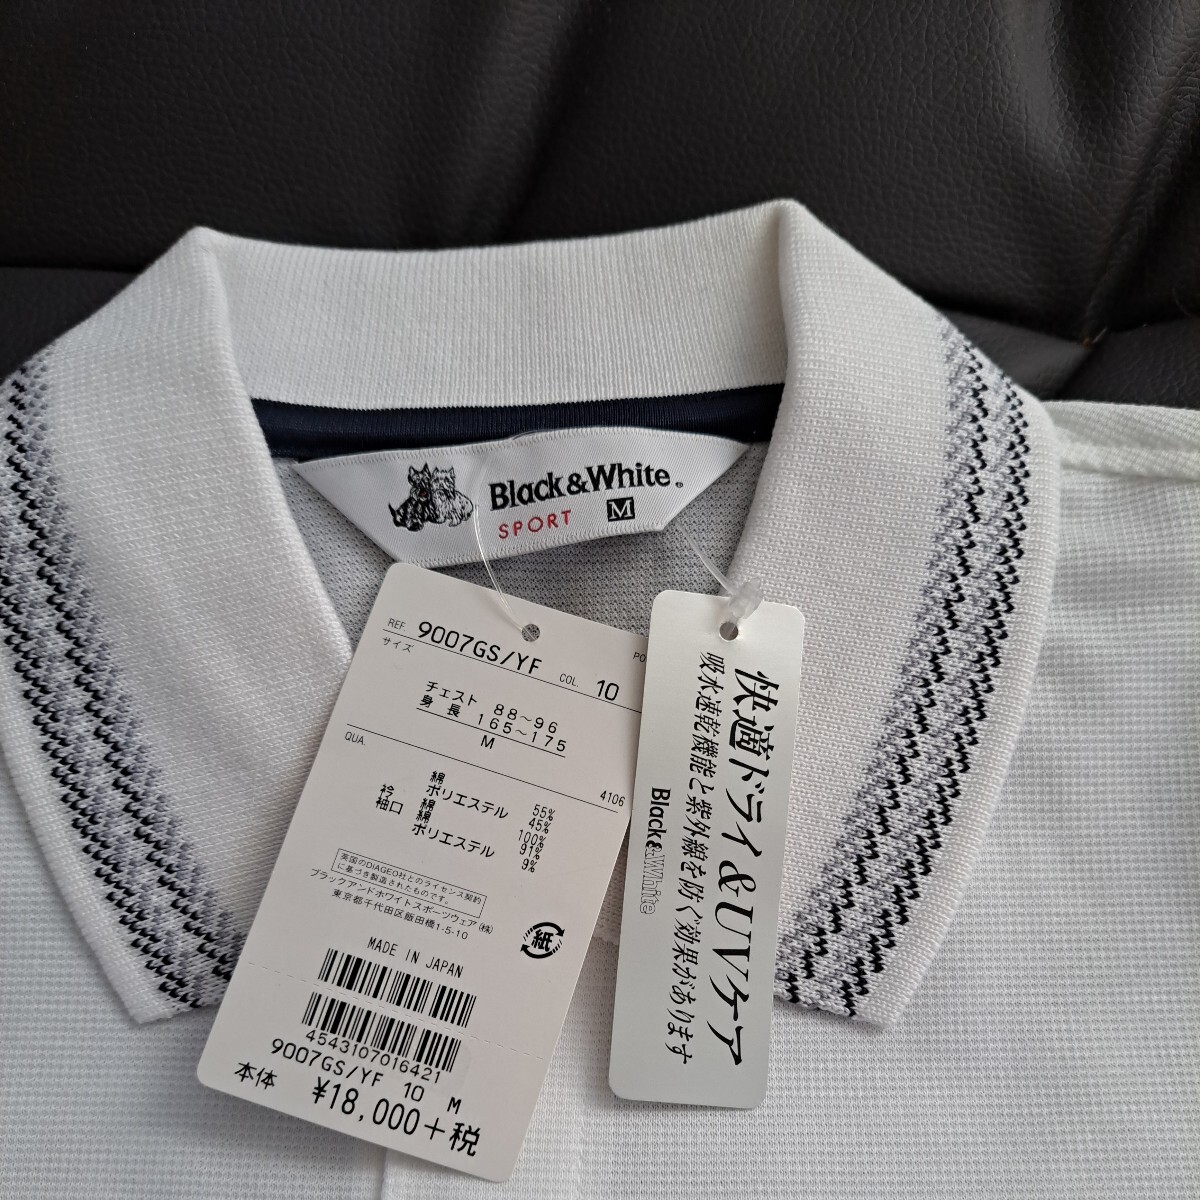 Black&White.
SPORT M
REF. 9007GS/YF COL. 10
サイズ
チェスト 88～96
身長 165～175
M
QUA. 4106
綿 55%
ポリエステル 45%
衿 綿 100%
袖口 綿 91%
ポリエステル 9%
英国のDIAGEO社とのライセンス契約
に基づき製造されたものです。
ブラックアンドホワイトスポーツウェア(株)
東京都千代田区飯田橋1-5-10
紙
MADE IN JAPAN
4543107016421
9007GS/YF 10 M
本体 ¥18,000+税
快適ドライ&UVケア
吸水速乾機能と紫外線を防ぐ効果があります
Black&White